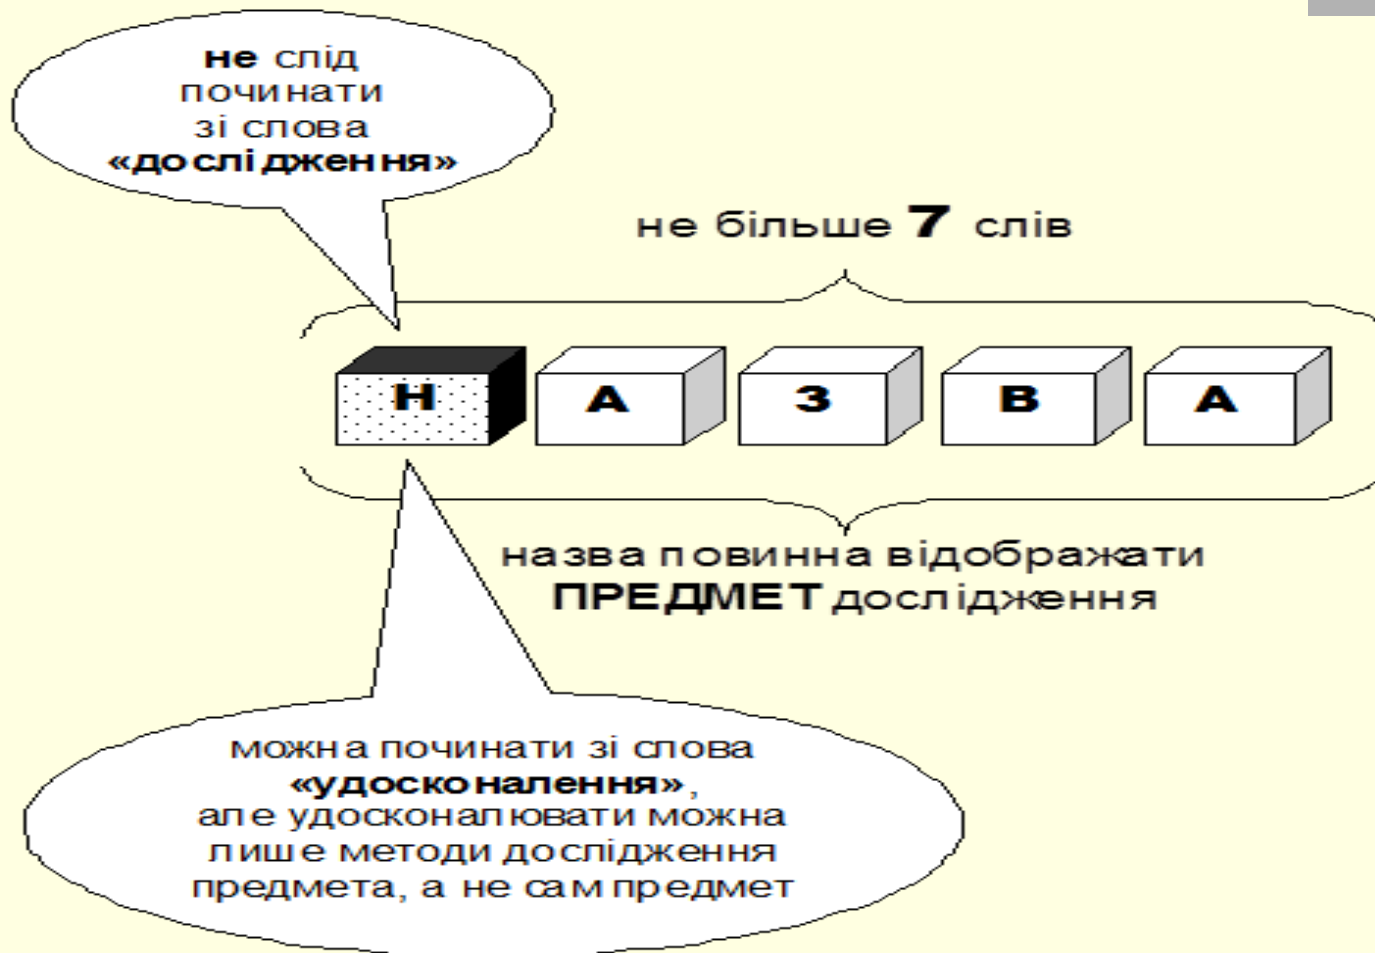 не слід
починати
зі слова
«дослідження»
не більше 7 слів
Н А З В А
назва повинна відображати
ПРЕДМЕТ дослідження
можна починати зі слова
«удосконалення»,
але удосконалювати можна
лише методи дослідження
предмета, а не сам предмет